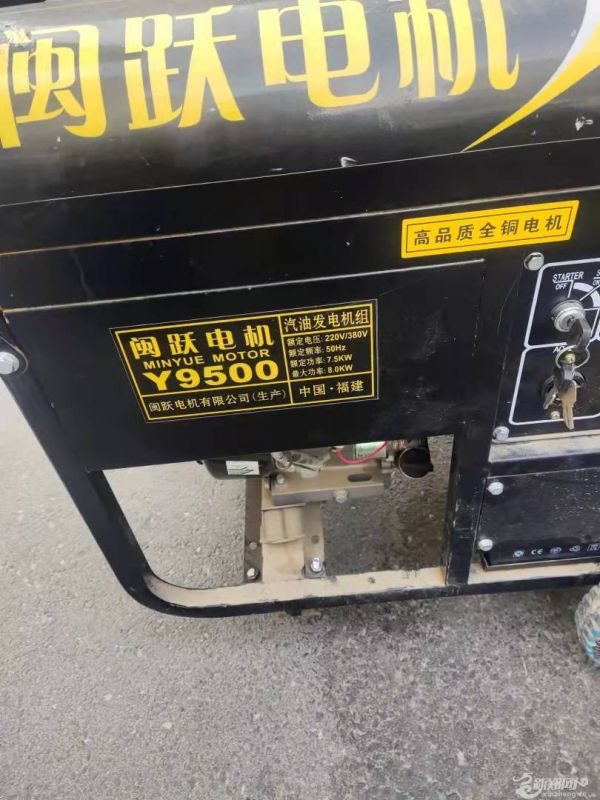 闽跃电机
高品质全铜电机
STARTER
OFF
闽跃电机
MINYUE MOTOR
Y9500
闽跃电机有限公司(生产)
汽油发电机组
额定电压: 220V/380V
额定频率: 50Hz
额定功率: 7.5KW
最大功率: 8.0KW
中国·福建
CE